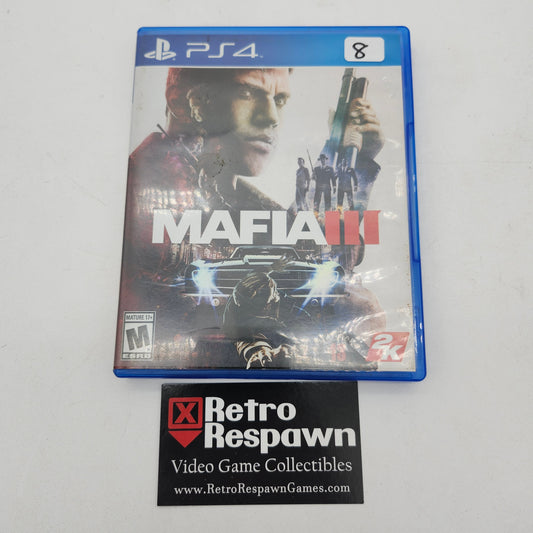 PS4
8
MAFIA III
MATURE 17+
M
ESRB
2K
Retro
Respawn
Video Game Collectibles
www.RetroRespawnGames.com